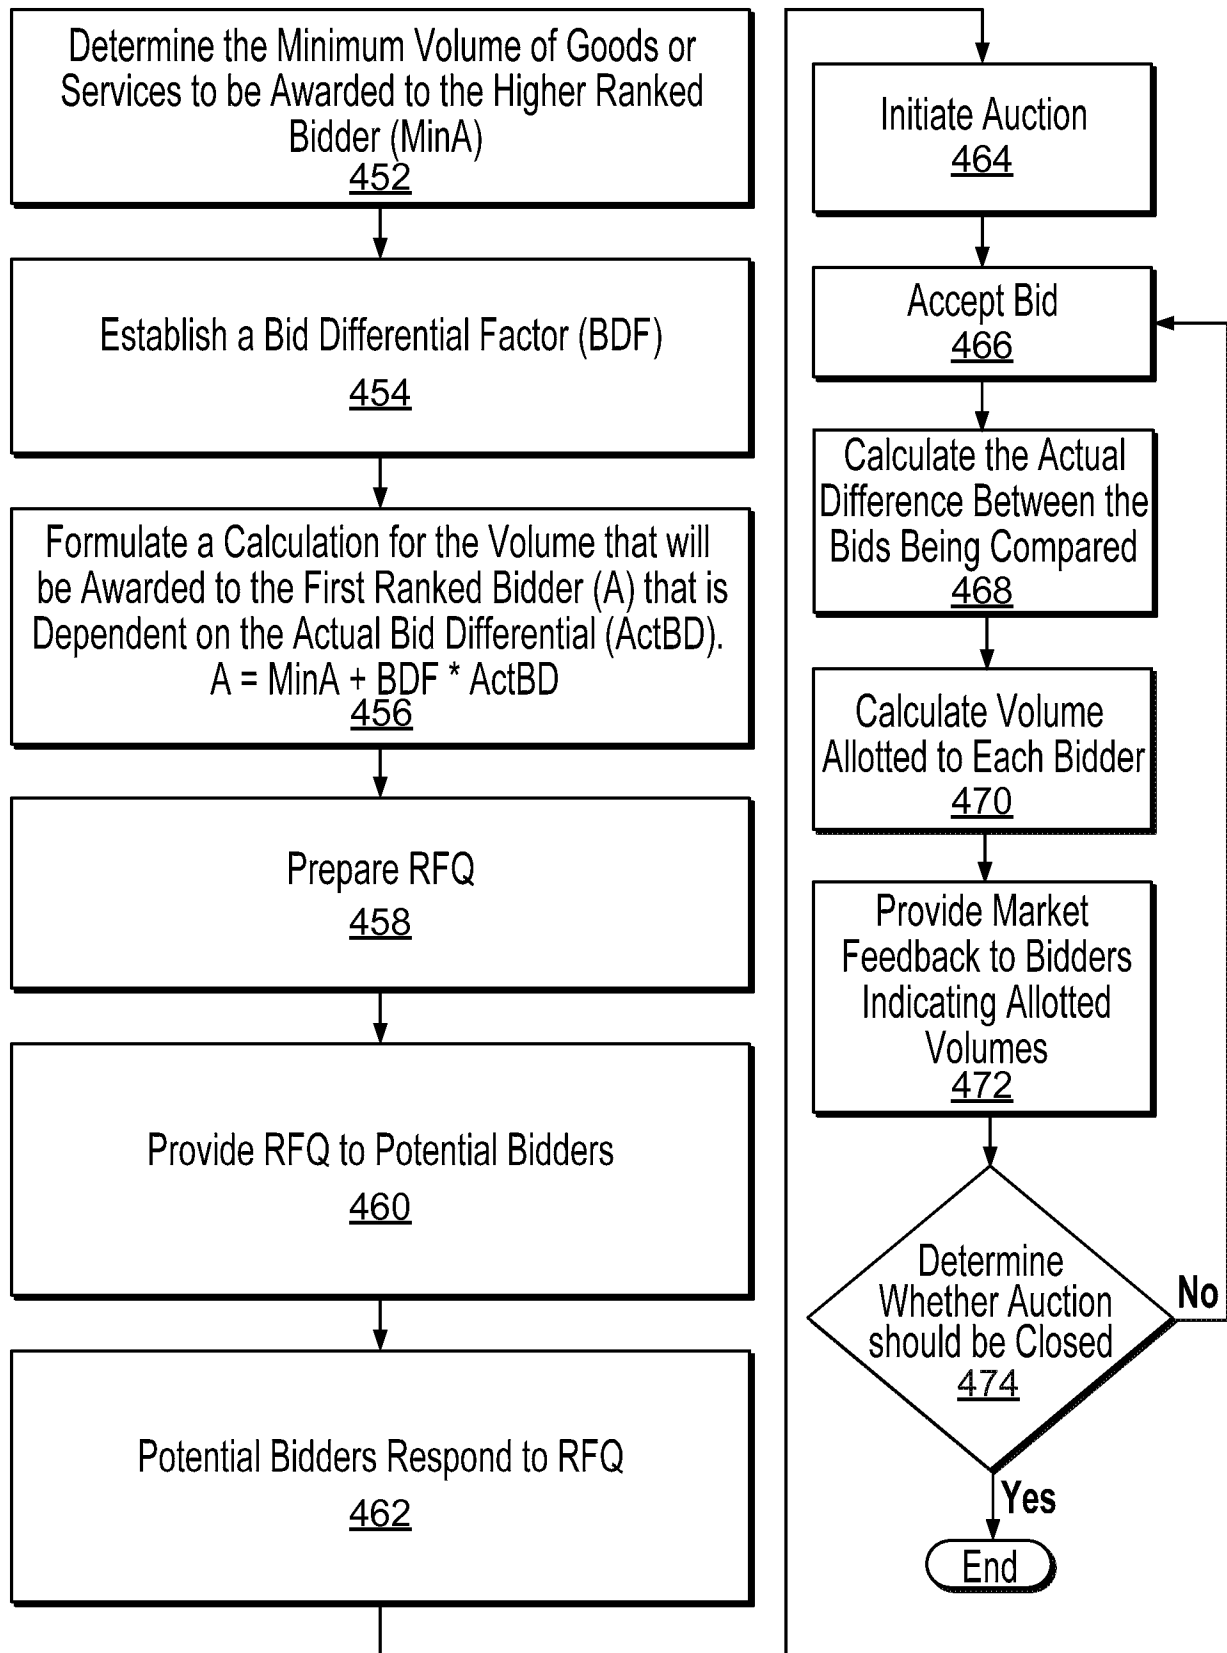 Determine the Minimum Volume of Goods or
Services to be Awarded to the Higher Ranked
Bidder (MinA)
452
Establish a Bid Differential Factor (BDF)
454
Formulate a Calculation for the Volume that will
be Awarded to the First Ranked Bidder (A) that is
Dependent on the Actual Bid Differential (ActBD).
A = MinA + BDF * ActBD
456
Prepare RFQ
458
Provide RFQ to Potential Bidders
460
Potential Bidders Respond to RFQ
462
Initiate Auction
464
Accept Bid
466
Calculate the Actual
Difference Between the
Bids Being Compared
468
Calculate Volume
Allotted to Each Bidder
470
Provide Market
Feedback to Bidders
Indicating Allotted
Volumes
472
Determine
Whether Auction
should be Closed
474
No
Yes
End